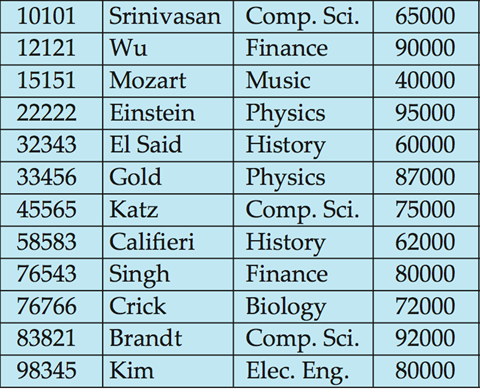 10101 Srinivasan Comp. Sci. 65000
12121 Wu Finance 90000
15151 Mozart Music 40000
22222 Einstein Physics 95000
32343 El Said History 60000
33456 Gold Physics 87000
45565 Katz Comp. Sci. 75000
58583 Califieri History 62000
76543 Singh Finance 80000
76766 Crick Biology 72000
83821 Brandt Comp. Sci. 92000
98345 Kim Elec. Eng. 80000